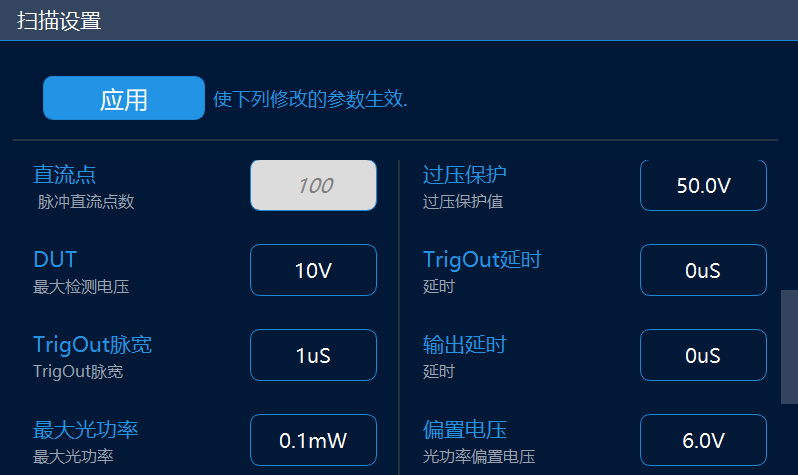 扫描设置
应用 使下列修改的参数生效.
直流点
脉冲直流点数
100
过压保护
过压保护值
50.0V
DUT
最大检测电压
10V
TrigOut延时
延时
0uS
TrigOut脉宽
TrigOut脉宽
1uS
输出延时
延时
0uS
最大光功率
最大光功率
0.1mW
偏置电压
光功率偏置电压
6.0V